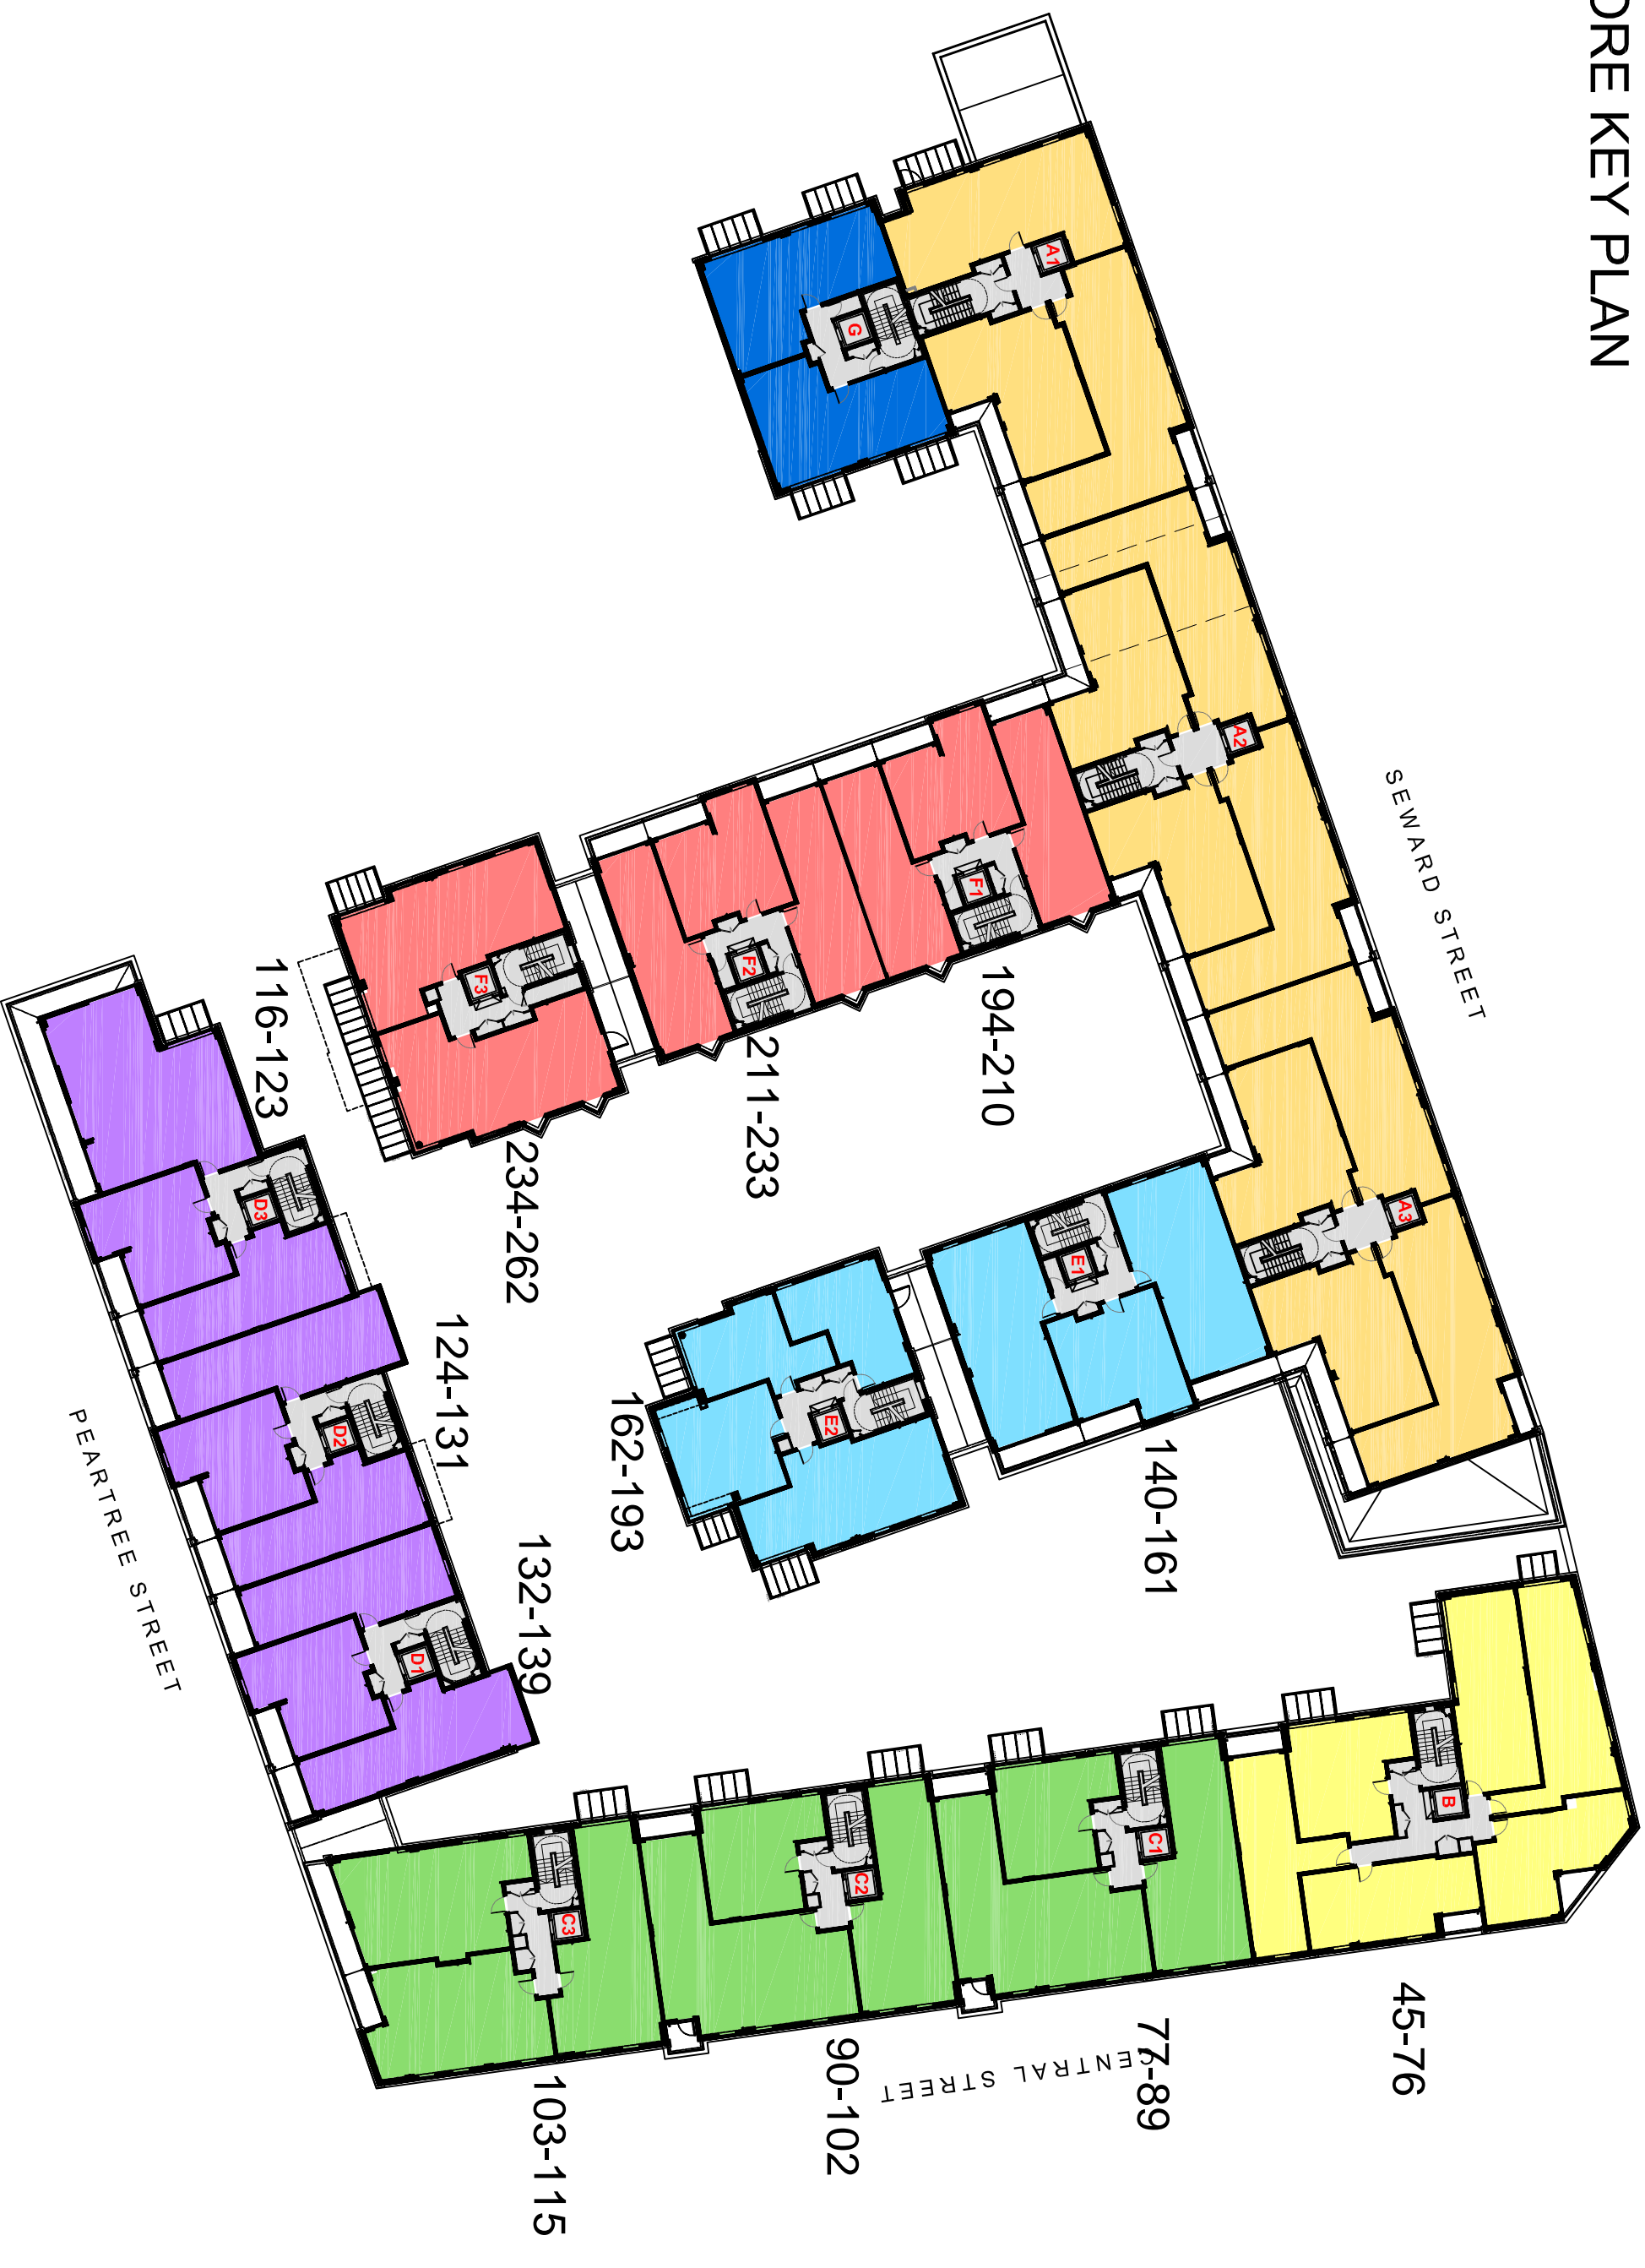 ORE KEY PLAN
SEWARD STREET
A1
G
A2
A3
F1
F2
F3
194-210
211-233
234-262
E1
E2
140-161
162-193
116-123
124-131
132-139
D3
D2
D1
PEARTREE STREET
B
C1
C2
C3
45-76
77-89
90-102
103-115
CENTRAL STREET